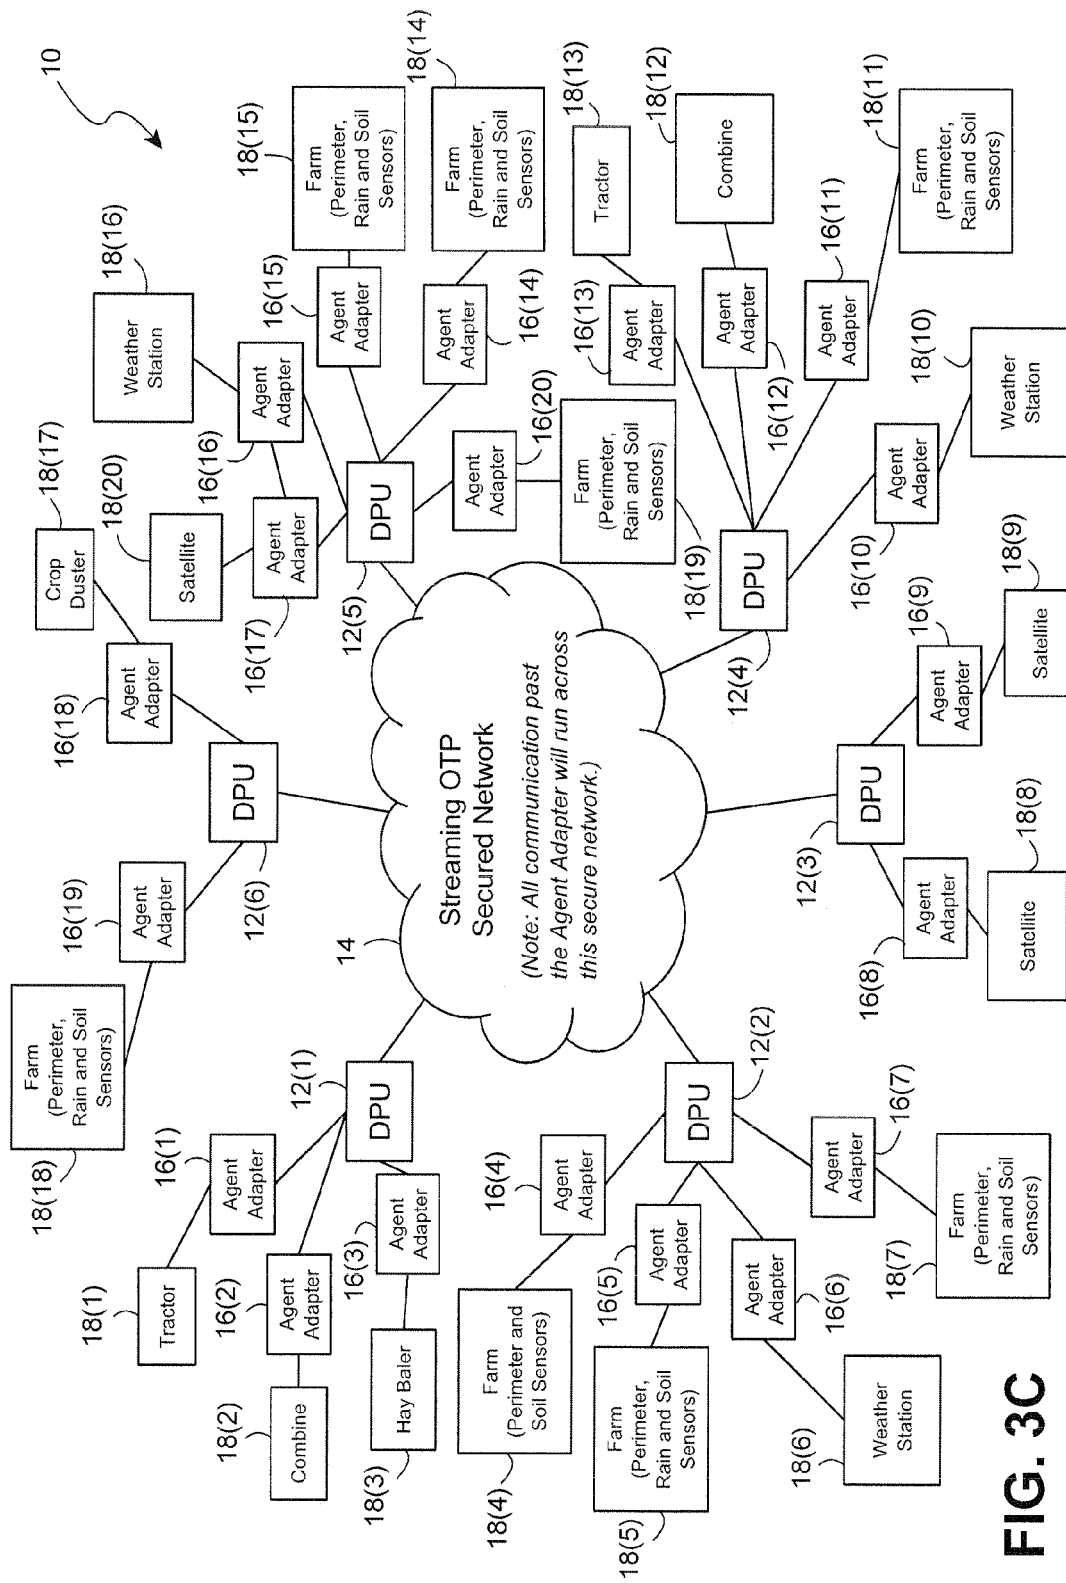 10
18(18)
Farm
(Perimeter,
Rain and Soil
Sensors)
16(19)
Agent
Adapter
12(6)
DPU
16(18)
Agent
Adapter
18(17)
Crop
Duster
18(20)
Satellite
16(17)
Agent
Adapter
18(16)
Weather
Station
16(16)
Agent
Adapter
18(15)
Farm
(Perimeter,
Rain and Soil
Sensors)
16(15)
Agent
Adapter
18(14)
Farm
(Perimeter,
Rain and Soil
Sensors)
16(14)
Agent
Adapter
12(5)
DPU
16(20)
Agent
Adapter
18(19)
Farm
(Perimeter,
Rain and Soil
Sensors)
18(1)
Tractor
16(1)
Agent
Adapter
18(2)
Combine
16(2)
Agent
Adapter
18(3)
Hay Baler
16(3)
Agent
Adapter
12(1)
DPU
14
Streaming OTP
Secured Network
(Note: All communication past
the Agent Adapter will run across
this secure network.)
18(13)
Tractor
16(13)
Agent
Adapter
18(12)
Combine
16(12)
Agent
Adapter
18(11)
Farm
(Perimeter,
Rain and Soil
Sensors)
16(11)
Agent
Adapter
12(4)
DPU
16(10)
Agent
Adapter
18(10)
Weather
Station
18(4)
Farm
(Perimeter and
Soil Sensors)
16(4)
Agent
Adapter
18(5)
Farm
(Perimeter,
Rain and Soil
Sensors)
16(5)
Agent
Adapter
12(2)
DPU
18(6)
Weather
Station
16(6)
Agent
Adapter
16(7)
Agent
Adapter
18(7)
Farm
(Perimeter,
Rain and Soil
Sensors)
12(3)
DPU
16(8)
Agent
Adapter
18(8)
Satellite
16(9)
Agent
Adapter
18(9)
Satellite
FIG. 3C